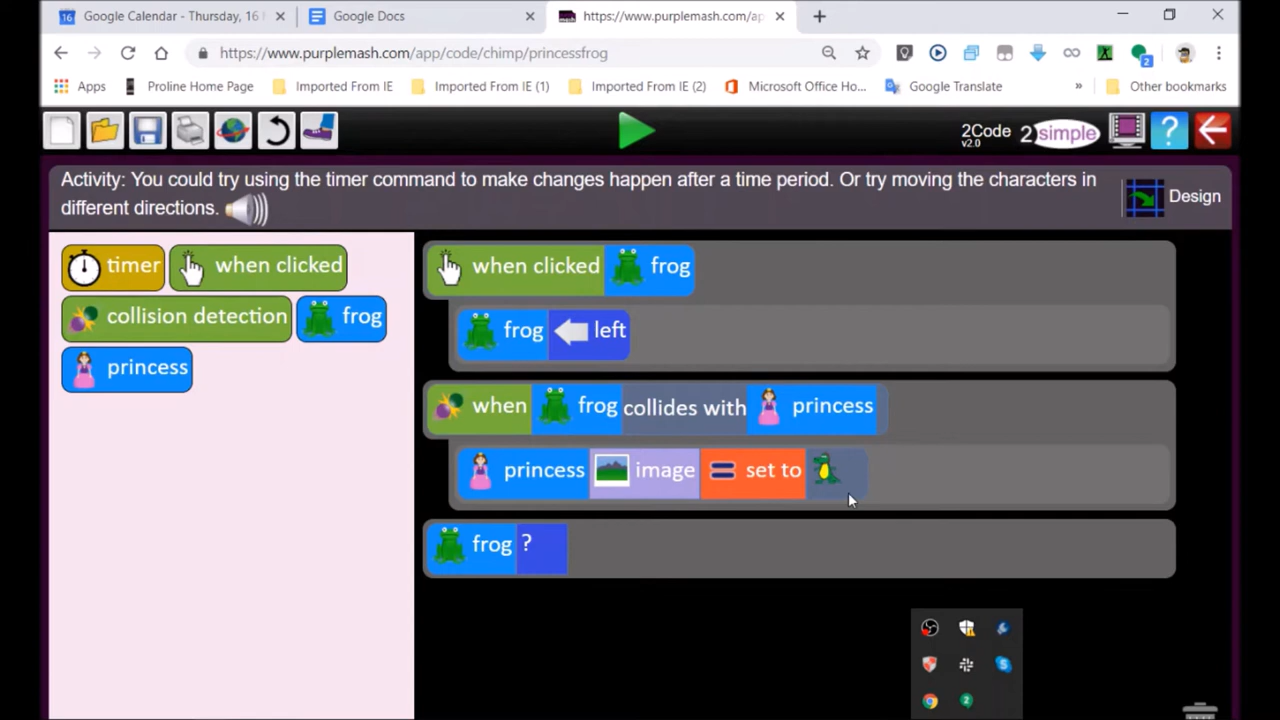 Google Calendar - Thursday, 16
Google Docs
https://www.purplemash.com/ap
https://www.purplemash.com/app/code/chimp/princessfrog
2
Apps
Proline Home Page
Imported From IE
Imported From IE (1)
Imported From IE (2)
Microsoft Office Ho...
Google Translate
»
Other bookmarks
2Code
v2.0
2simple
?
Activity: You could try using the timer command to make changes happen after a time period. Or try moving the characters in
different directions.
Design
timer
when clicked
collision detection
frog
princess
when clicked
frog
frog
left
when
frog
collides with
princess
princess
image
=
set to
frog
?
2